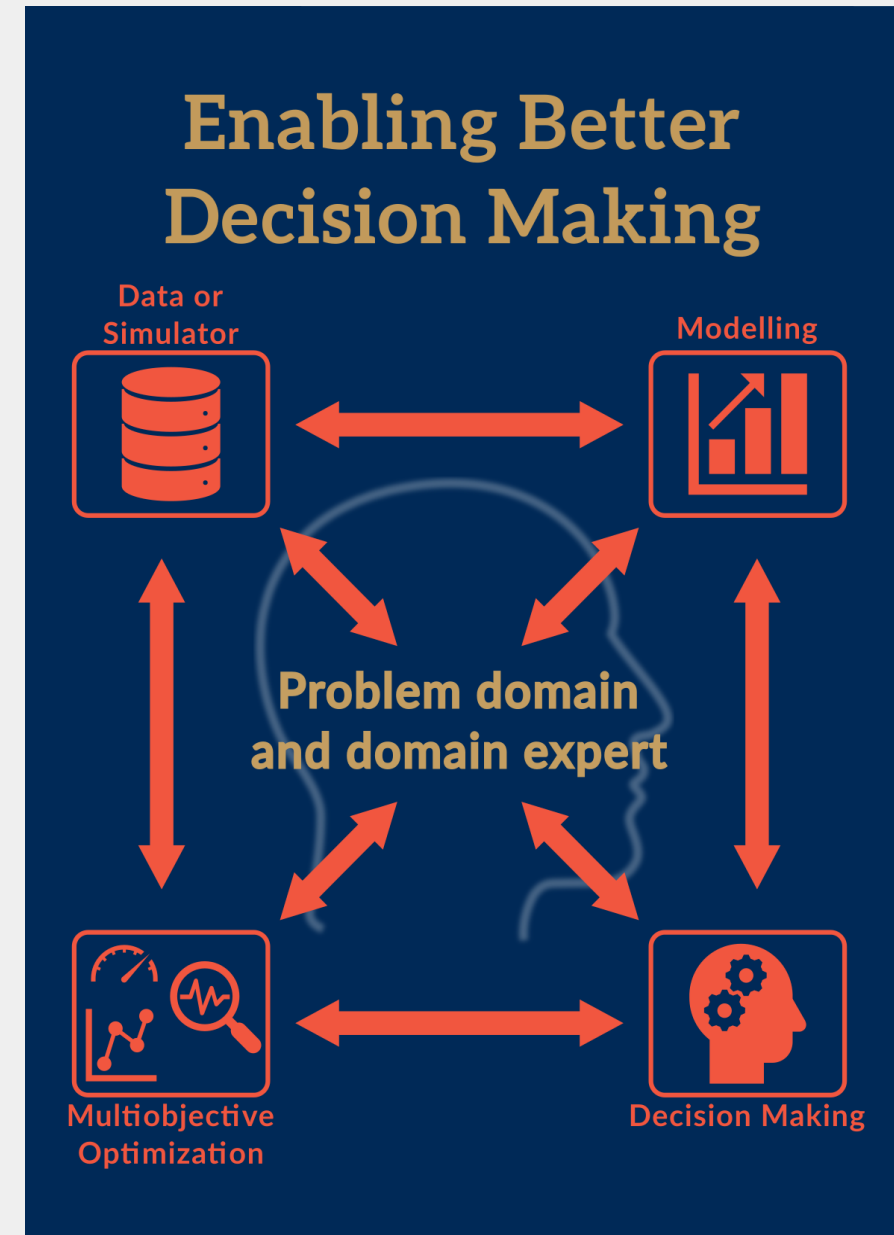 Enabling Better
Decision Making
Data or
Simulator
Modelling
Problem domain
and domain expert
Multiobjective
Optimization
Decision Making